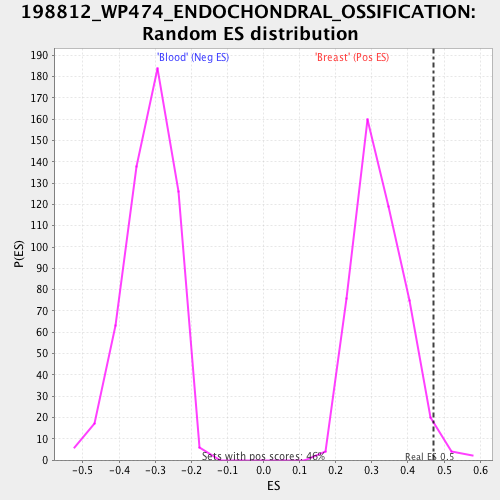 198812_WP474_ENDOCHONDRAL_OSSIFICATION:
Random ES distribution
'Blood' (Neg ES)
'Breast' (Pos ES)
190
180
170
160
150
140
130
120
110
100
90
80
70
60
50
40
30
20
10
0
P(ES)
Sets with pos scores: 46%
Real ES 0.5
-0.5 -0.4 -0.3 -0.2 -0.1 0.0 0.1 0.2 0.3 0.4 0.5 0.6
ES